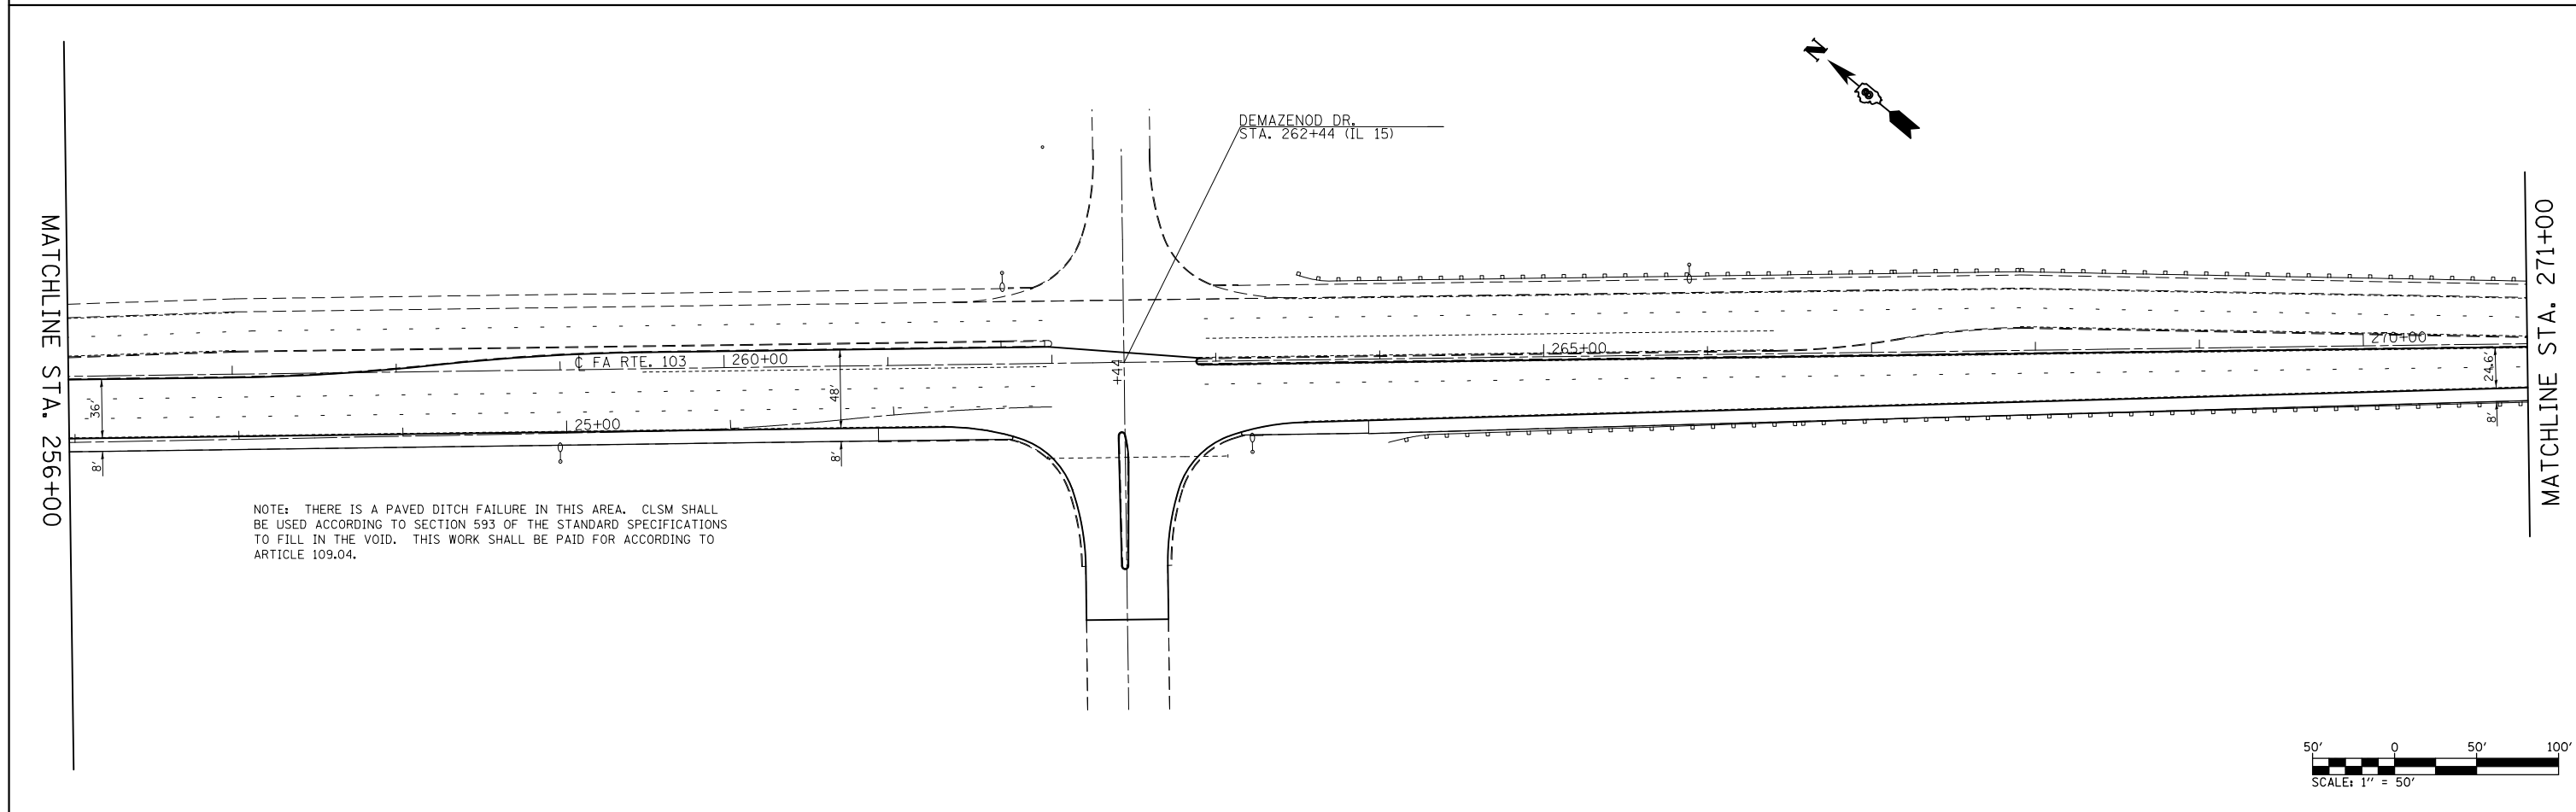 N
DEMAZENOD DR.
STA. 262+44 (IL 15)
MATCHLINE STA. 256+00
MATCHLINE STA. 271+00
℄ FA RTE. 103
260+00
265+00
270+00
+44
36'
48'
24.6'
25+00
8'
8'
8'
NOTE: THERE IS A PAVED DITCH FAILURE IN THIS AREA. CLSM SHALL
BE USED ACCORDING TO SECTION 593 OF THE STANDARD SPECIFICATIONS
TO FILL IN THE VOID. THIS WORK SHALL BE PAID FOR ACCORDING TO
ARTICLE 109.04.
50' 0 50' 100'
SCALE: 1'' = 50'